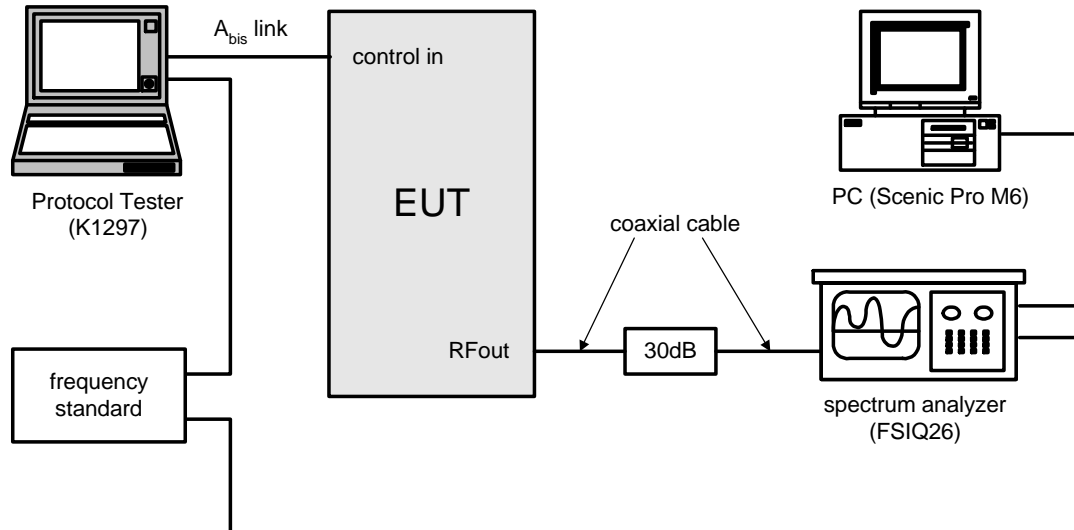 A_bis link
control in
EUT
RFout
Protocol Tester
(K1297)
frequency
standard
coaxial cable
30dB
PC (Scenic Pro M6)
spectrum analyzer
(FSIQ26)